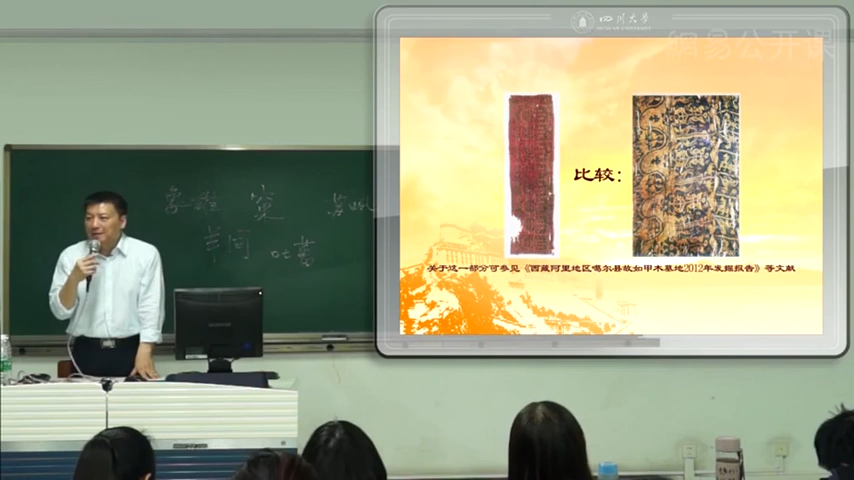 四川大学
SICHUAN UNIVERSITY
网易公开课
比较：
关于这一部分可参见《西藏阿里地区噶尔县故如甲木墓地2012年发掘报告》等文献
象雄
吐蕃